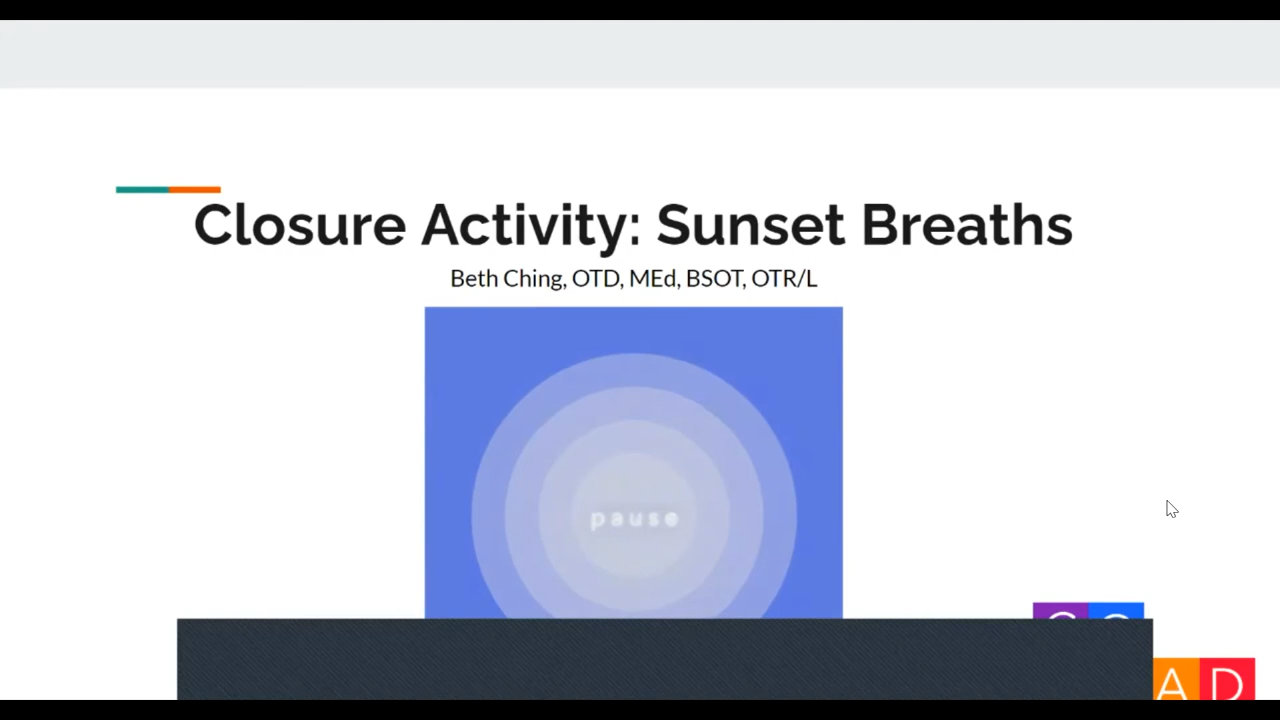 Closure Activity: Sunset Breaths
Beth Ching, OTD, MEd, BSOT, OTR/L
pause
A D